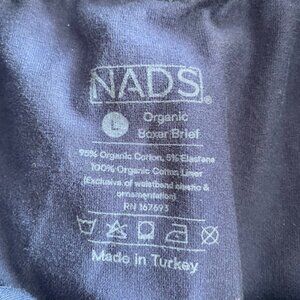 NADS®
L
Organic
Boxer Brief
95% Organic Cotton, 5% Elastane
100% Organic Cotton Liner
(Exclusive of waistband elastic &
ornamentation)
RN 167693
Made in Turkey